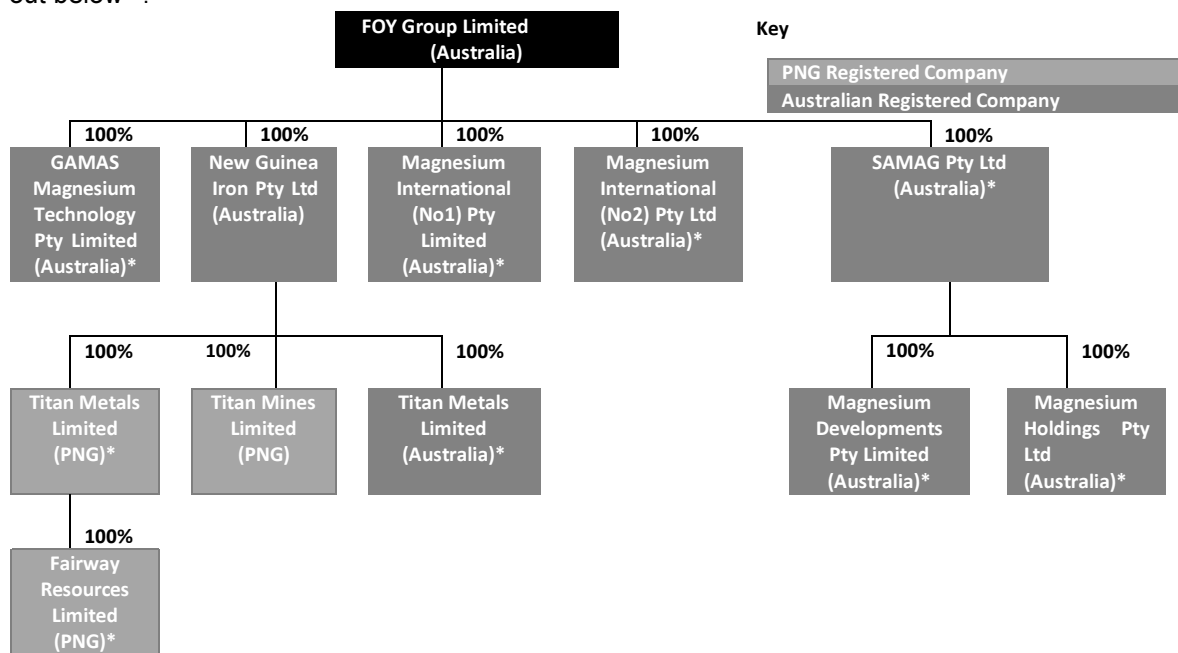 out below
FOY Group Limited
(Australia)
Key
PNG Registered Company
Australian Registered Company
100%
100%
100%
100%
100%
GAMAS
Magnesium
Technology
Pty Limited
(Australia)*
New Guinea
Iron Pty Ltd
(Australia)
Magnesium
International
(No1) Pty
Limited
(Australia)*
Magnesium
International
(No2) Pty Ltd
(Australia)*
SAMAG Pty Ltd
(Australia)*
100%
100%
100%
100%
100%
Titan Metals
Limited
(PNG)*
Titan Mines
Limited
(PNG)
Titan Metals
Limited
(Australia)*
Magnesium
Developments
Pty Limited
(Australia)*
Magnesium
Holdings Pty
Ltd
(Australia)*
100%
Fairway
Resources
Limited
(PNG)*